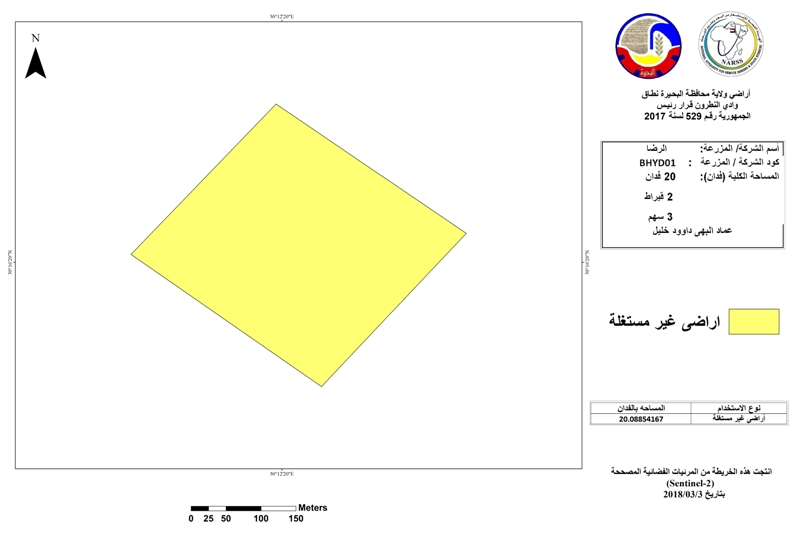 30°12'20"E
N
30°16'20"N
30°16'20"N
30°12'20"E
Meters
0 25 50 100 150
NARSS
البحيرة
أراضي ولاية محافظة البحيرة نطاق
وادي النطرون قرار رئيس
الجمهورية رقم 529 لسنة 2017
أسم الشركة/ المزرعة: الرضا
كود الشركة / المزرعة : BHYD01
المساحة الكلية (فدان): 20 فدان
2 قيراط
3 سهم
عماد البهى داوود خليل
اراضى غير مستغلة
نوع الاستخدام المساحه بالفدان
أراضي غير مستغلة 20.08854167
انتجت هذه الخريطة من المرئيات الفضائية المصححة
(Sentinel-2)
بتاريخ 2018/03/3